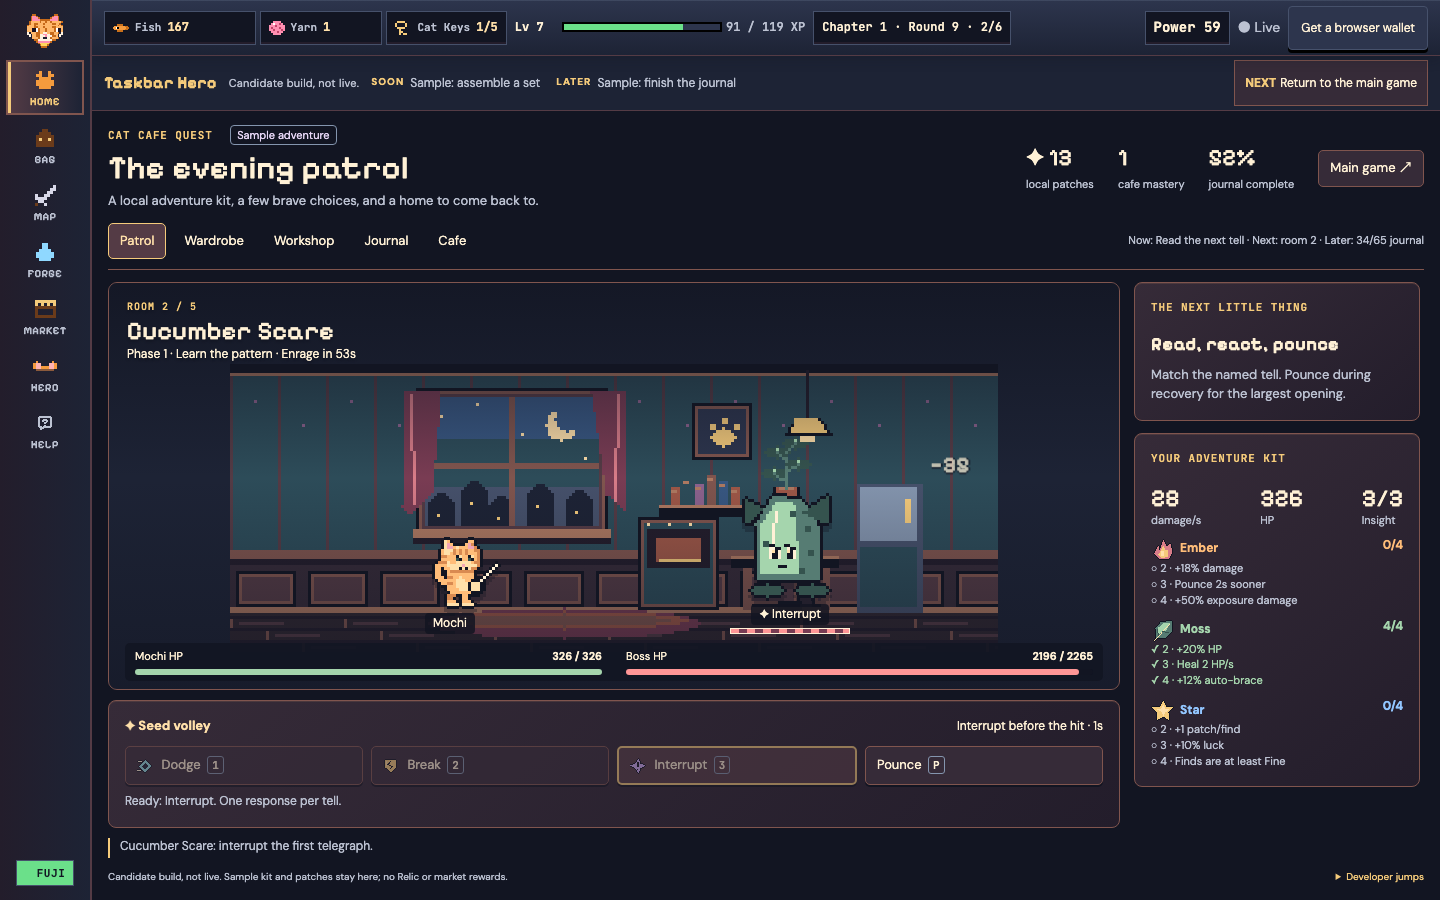 Fish 167
Yarn 1
Cat Keys 1/5
Lv 7
91 / 119 XP
Chapter 1 · Round 9 · 2/6
Power 59
Live
Get a browser wallet
HOME
BAG
MAP
FORGE
MARKET
HERO
HELP
FUJI
Taskbar Hero
Candidate build, not live.
SOON Sample: assemble a set
LATER Sample: finish the journal
NEXT Return to the main game
CAT CAFE QUEST
Sample adventure
The evening patrol
A local adventure kit, a few brave choices, and a home to come back to.
✦ 13
local patches
1
cafe mastery
52%
journal complete
Main game ↗
Patrol
Wardrobe
Workshop
Journal
Cafe
Now: Read the next tell · Next: room 2 · Later: 34/65 journal
ROOM 2 / 5
Cucumber Scare
Phase 1 · Learn the pattern · Enrage in 53s
-38
Mochi
✦ Interrupt
Mochi HP 326 / 326
Boss HP 2196 / 2265
✦ Seed volley
Interrupt before the hit · 1s
Dodge 1
Break 2
Interrupt 3
Pounce P
Ready: Interrupt. One response per tell.
Cucumber Scare: interrupt the first telegraph.
Candidate build, not live. Sample kit and patches stay here; no Relic or market rewards.
▸ Developer jumps
THE NEXT LITTLE THING
Read, react, pounce
Match the named tell. Pounce during
recovery for the largest opening.
YOUR ADVENTURE KIT
28
damage/s
326
HP
3/3
Insight
Ember 0/4
○ 2 · +18% damage
○ 3 · Pounce 2s sooner
○ 4 · +50% exposure damage
Moss 4/4
✓ 2 · +20% HP
✓ 3 · Heal 2 HP/s
✓ 4 · +12% auto-brace
Star 0/4
○ 2 · +1 patch/find
○ 3 · +10% luck
○ 4 · Finds are at least Fine